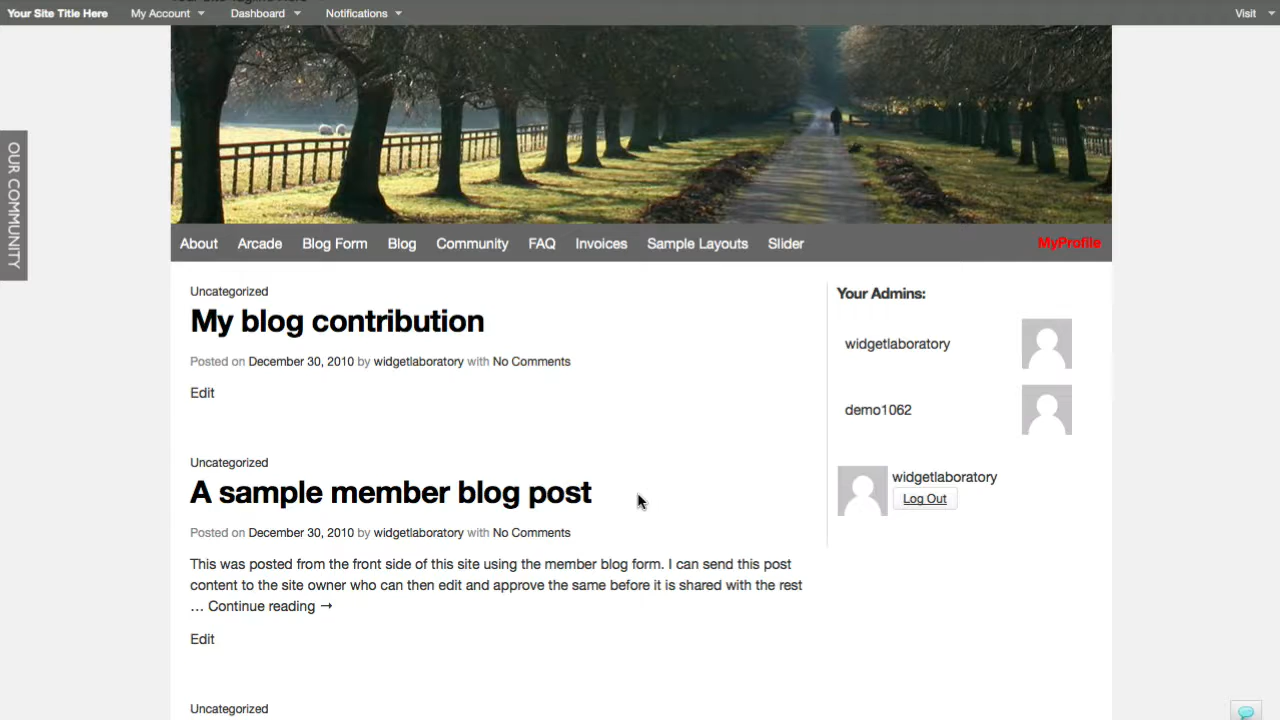 Your Site Title Here My Account Dashboard Notifications Visit
OUR COMMUNITY
About Arcade Blog Form Blog Community FAQ Invoices Sample Layouts Slider MyProfile
Uncategorized
My blog contribution
Posted on December 30, 2010 by widgetlaboratory with No Comments
Edit
Uncategorized
A sample member blog post
Posted on December 30, 2010 by widgetlaboratory with No Comments
This was posted from the front side of this site using the member blog form. I can send this post
content to the site owner who can then edit and approve the same before it is shared with the rest
... Continue reading →
Edit
Uncategorized
Your Admins:
widgetlaboratory
demo1062
widgetlaboratory
Log Out